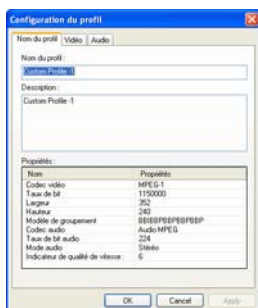 Configuration du profil
Nom du profil Vidéo Audio
Nom du profil :
Custom Profile -1
Description :
Custom Profile -1
Propriétés :
Nom Propriétés
Codec vidéo MPEG-1
Taux de bit 1150000
Largeur 352
Hauteur 240
Modèle de groupement BBIBBPBBPBBPBBP
Codec audio Audio MPEG
Taux de bit audio 224
Mode audio Stéréo
Indicateur de qualité de vitesse : 6
OK Cancel Apply